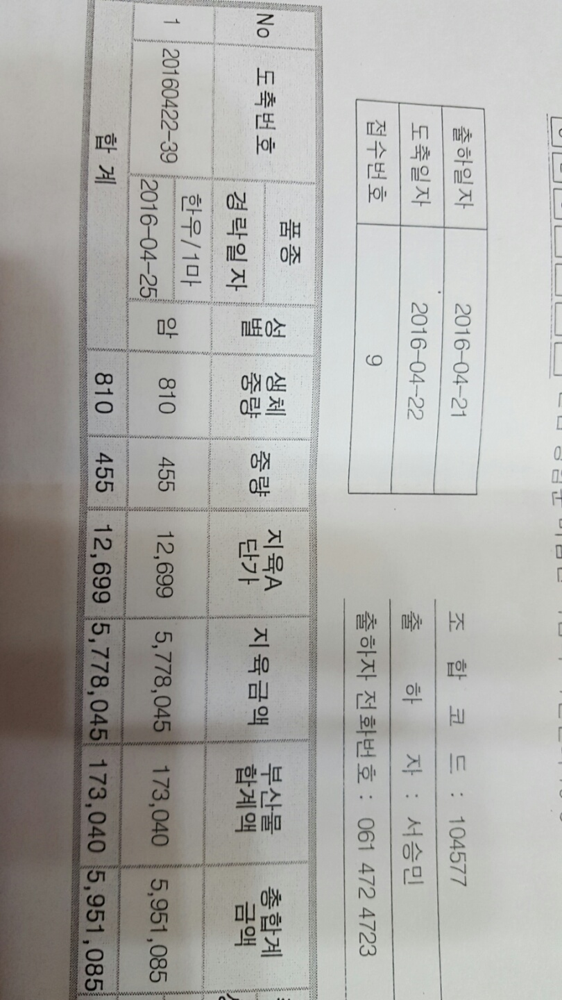 출하일자 2016-04-21
도축일자 2016-04-22
접수번호 9
조 합 코 드 : 104577
출 하 자 : 서승민
출하자 전화번호 : 061 472 4723
No 도축번호 품종 경락일자 성별 생체중량 중량 지육A단가 지육금액 부산물합계액 총합계금액
1 20160422-39 한우/1마 2016-04-25 암 810 455 12,699 5,778,045 173,040 5,951,085
합 계 810 455 12,699 5,778,045 173,040 5,951,085